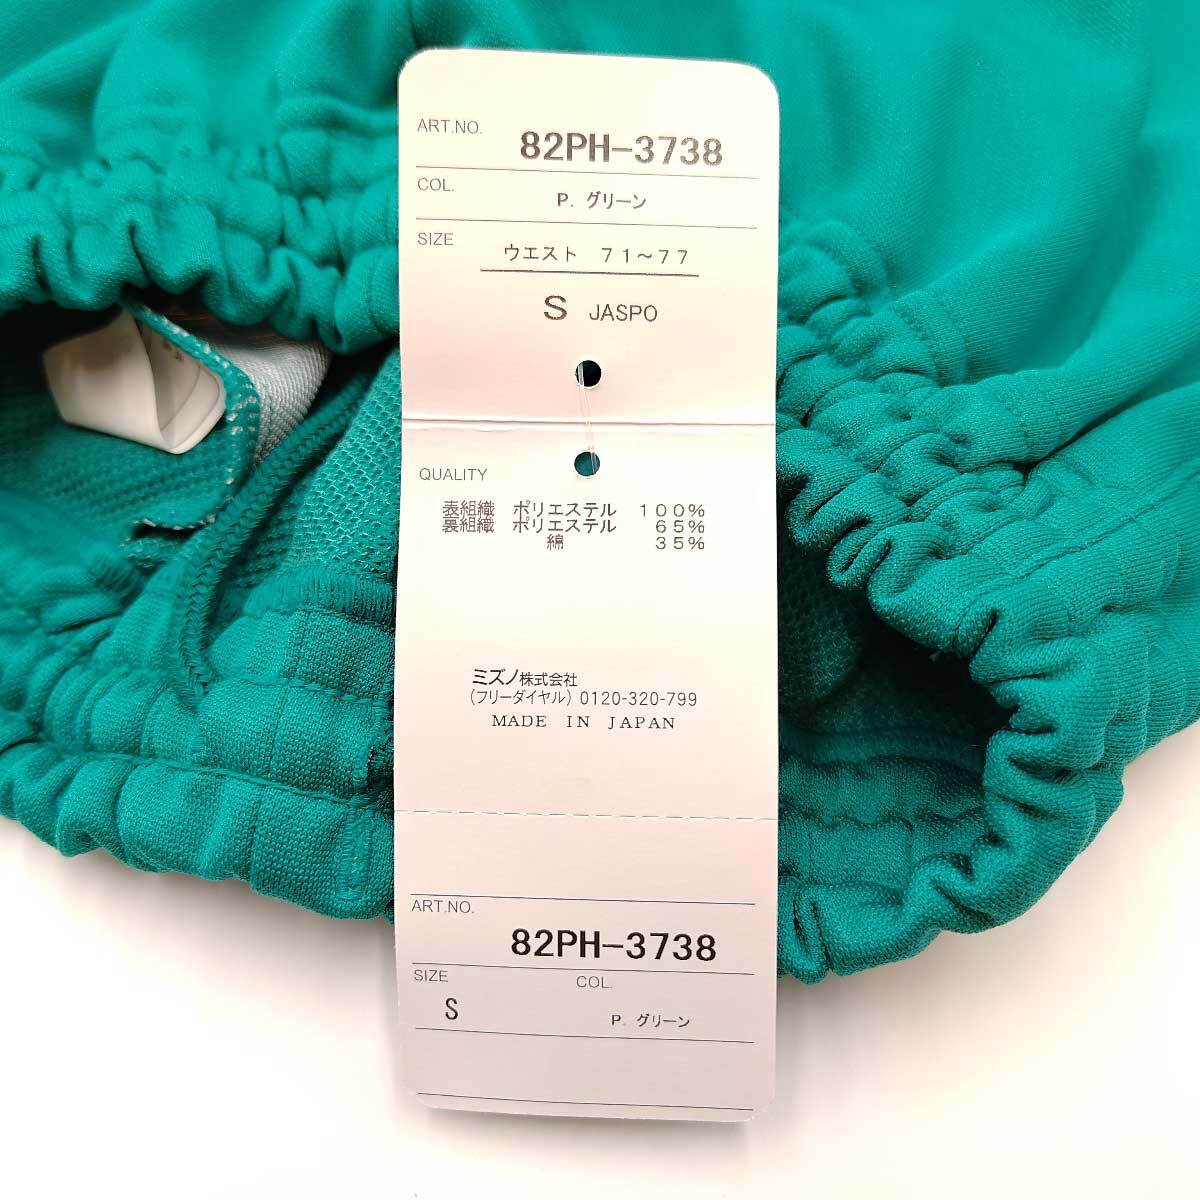 ART.NO. 82PH-3738
COL. P. グリーン
SIZE ウエスト 71～77
S JASPO
QUALITY
表組織 ポリエステル 100%
裏組織 ポリエステル 65%
綿 35%
ミズノ株式会社
(フリーダイヤル) 0120-320-799
MADE IN JAPAN
ART.NO.
82PH-3738
SIZE COL.
S P. グリーン